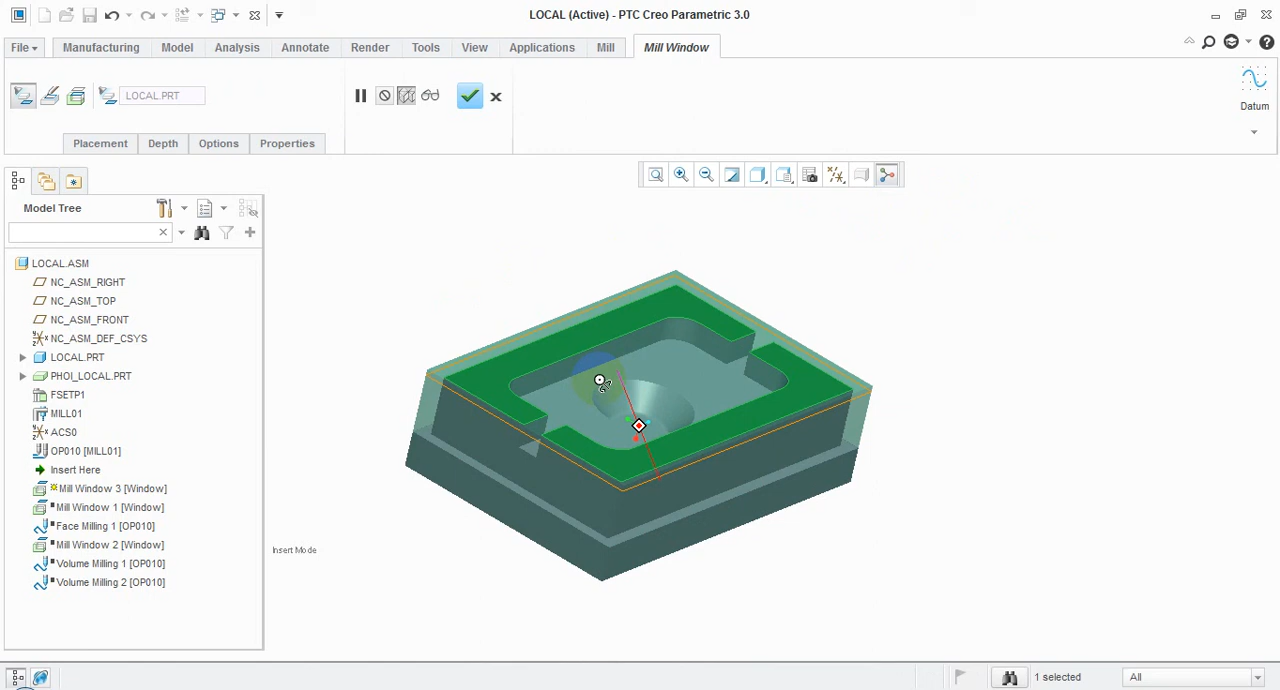 LOCAL (Active) - PTC Creo Parametric 3.0
File Manufacturing Model Analysis Annotate Render Tools View Applications Mill Mill Window
LOCAL.PRT
Datum
Placement Depth Options Properties
Model Tree
LOCAL.ASM
NC_ASM_RIGHT
NC_ASM_TOP
NC_ASM_FRONT
NC_ASM_DEF_CSYS
LOCAL.PRT
PHOI_LOCAL.PRT
FSETP1
MILL01
ACS0
OP010 [MILL01]
Insert Here
Mill Window 3 [Window]
Mill Window 1 [Window]
Face Milling 1 [OP010]
Mill Window 2 [Window]
Volume Milling 1 [OP010]
Volume Milling 2 [OP010]
Insert Mode
1 selected
All